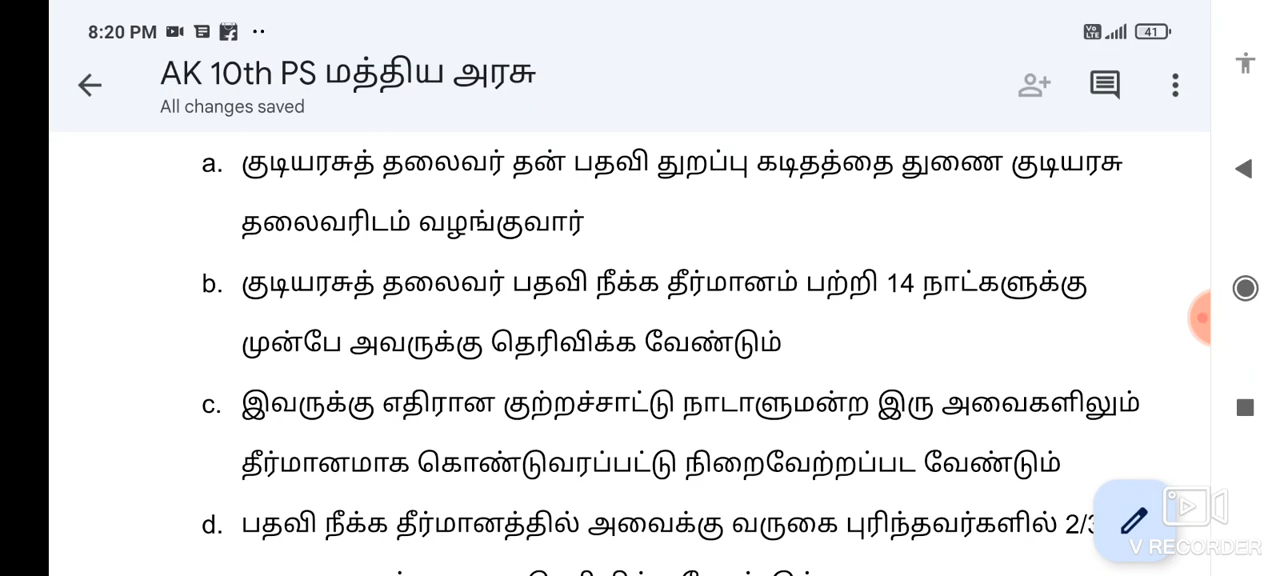 8:20 PM
41
AK 10th PS மத்திய அரசு
All changes saved
a. குடியரசுத் தலைவர் தன் பதவி துறப்பு கடிதத்தை துணை குடியரசு
தலைவரிடம் வழங்குவார்
b. குடியரசுத் தலைவர் பதவி நீக்க தீர்மானம் பற்றி 14 நாட்களுக்கு
முன்பே அவருக்கு தெரிவிக்க வேண்டும்
c. இவருக்கு எதிரான குற்றச்சாட்டு நாடாளுமன்ற இரு அவைகளிலும்
தீர்மானமாக கொண்டுவரப்பட்டு நிறைவேற்றப்பட வேண்டும்
d. பதவி நீக்க தீர்மானத்தில் அவைக்கு வருகை புரிந்தவர்களில் 2/3
V RECORDER